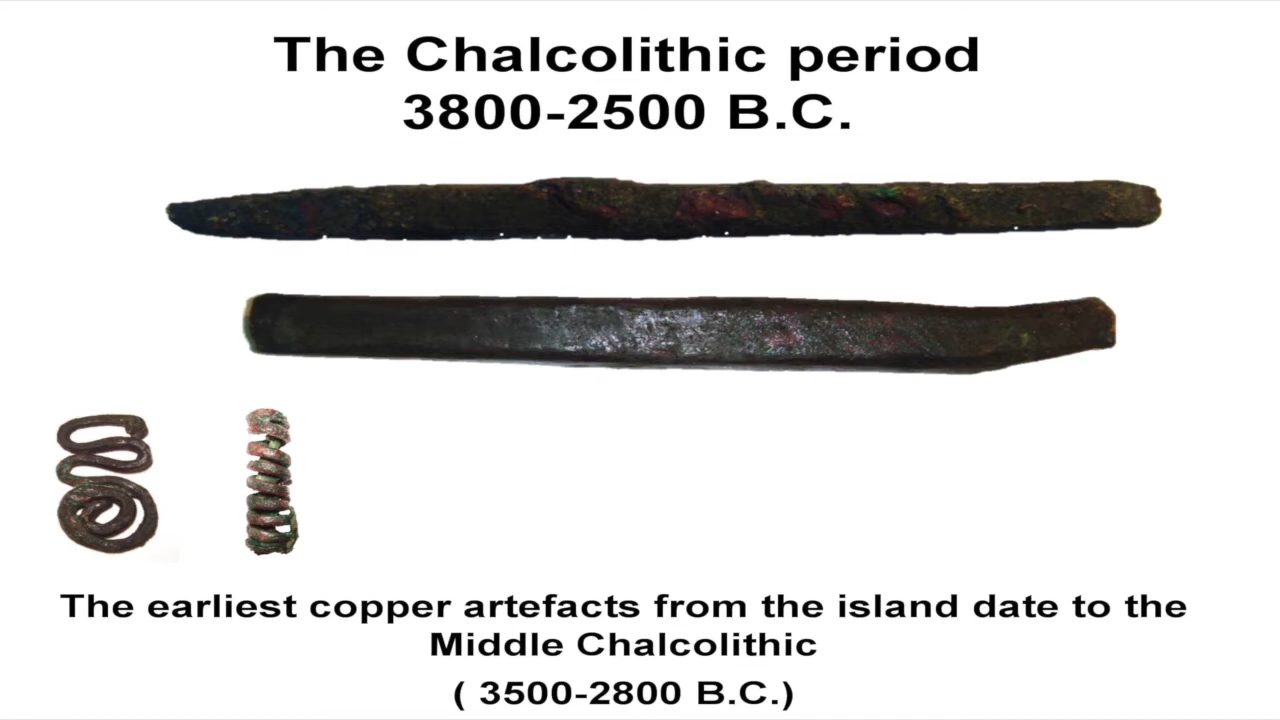 The Chalcolithic period
3800-2500 B.C.
The earliest copper artefacts from the island date to the
Middle Chalcolithic
( 3500-2800 B.C.)